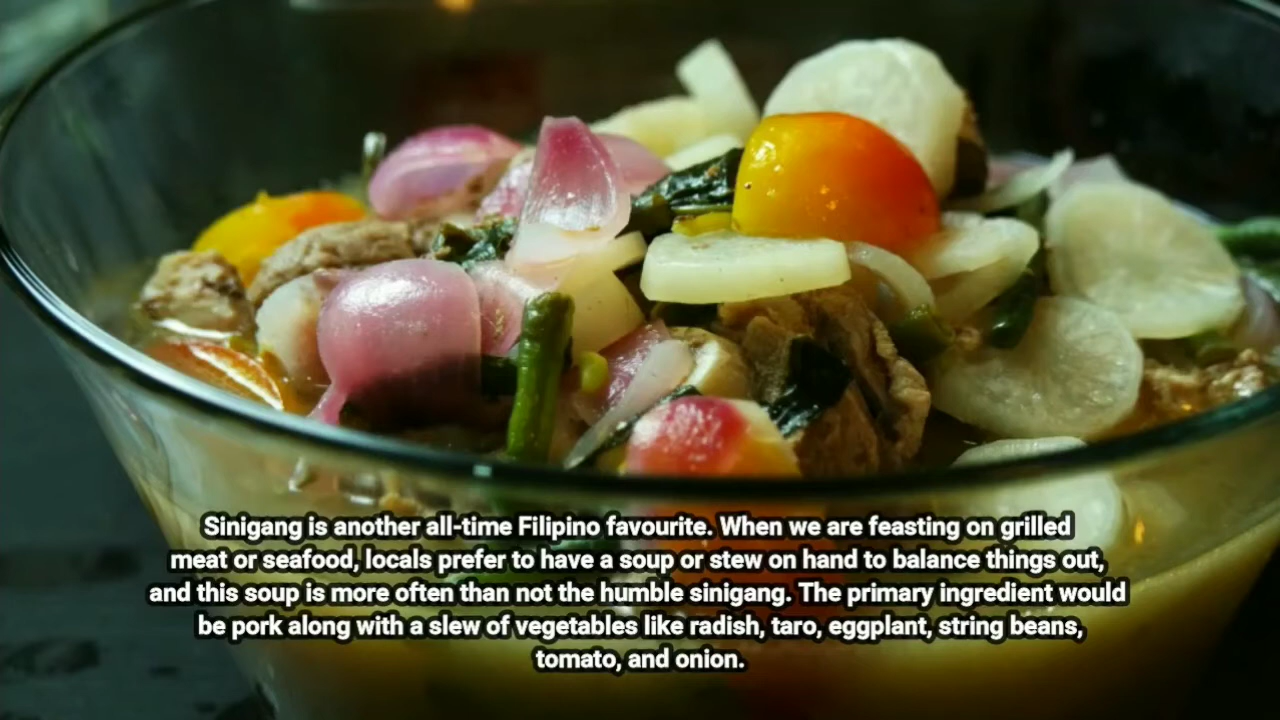 Sinigang is another all-time Filipino favourite. When we are feasting on grilled
meat or seafood, locals prefer to have a soup or stew on hand to balance things out,
and this soup is more often than not the humble sinigang. The primary ingredient would
be pork along with a slew of vegetables like radish, taro, eggplant, string beans,
tomato, and onion.